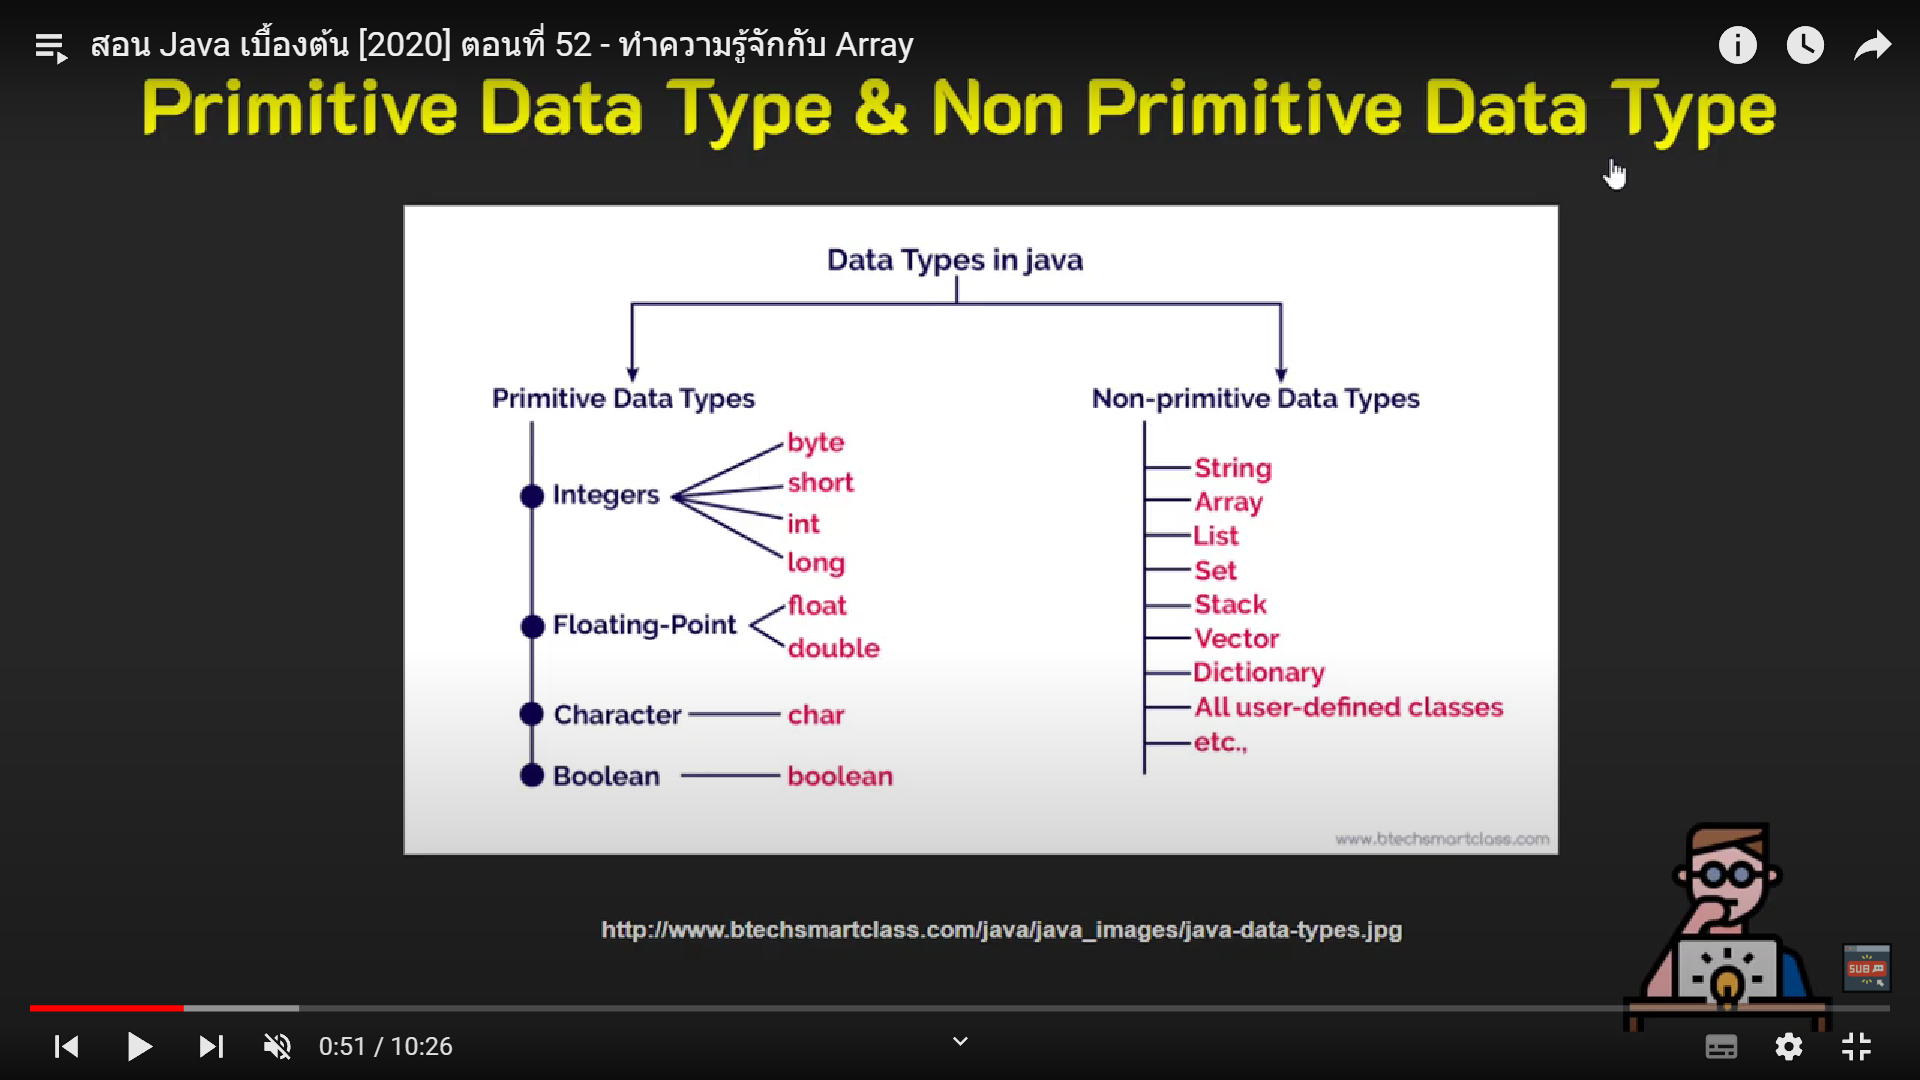 สอน Java เบื้องต้น [2020] ตอนที่ 52 - ทำความรู้จักกับ Array
Primitive Data Type & Non Primitive Data Type
Data Types in java
Primitive Data Types
Integers
byte
short
int
long
Floating-Point
float
double
Character
char
Boolean
boolean
Non-primitive Data Types
String
Array
List
Set
Stack
Vector
Dictionary
All user-defined classes
etc.,
www.btechsmartclass.com
http://www.btechsmartclass.com/java/java_images/java-data-types.jpg
SUB
0:51 / 10:26